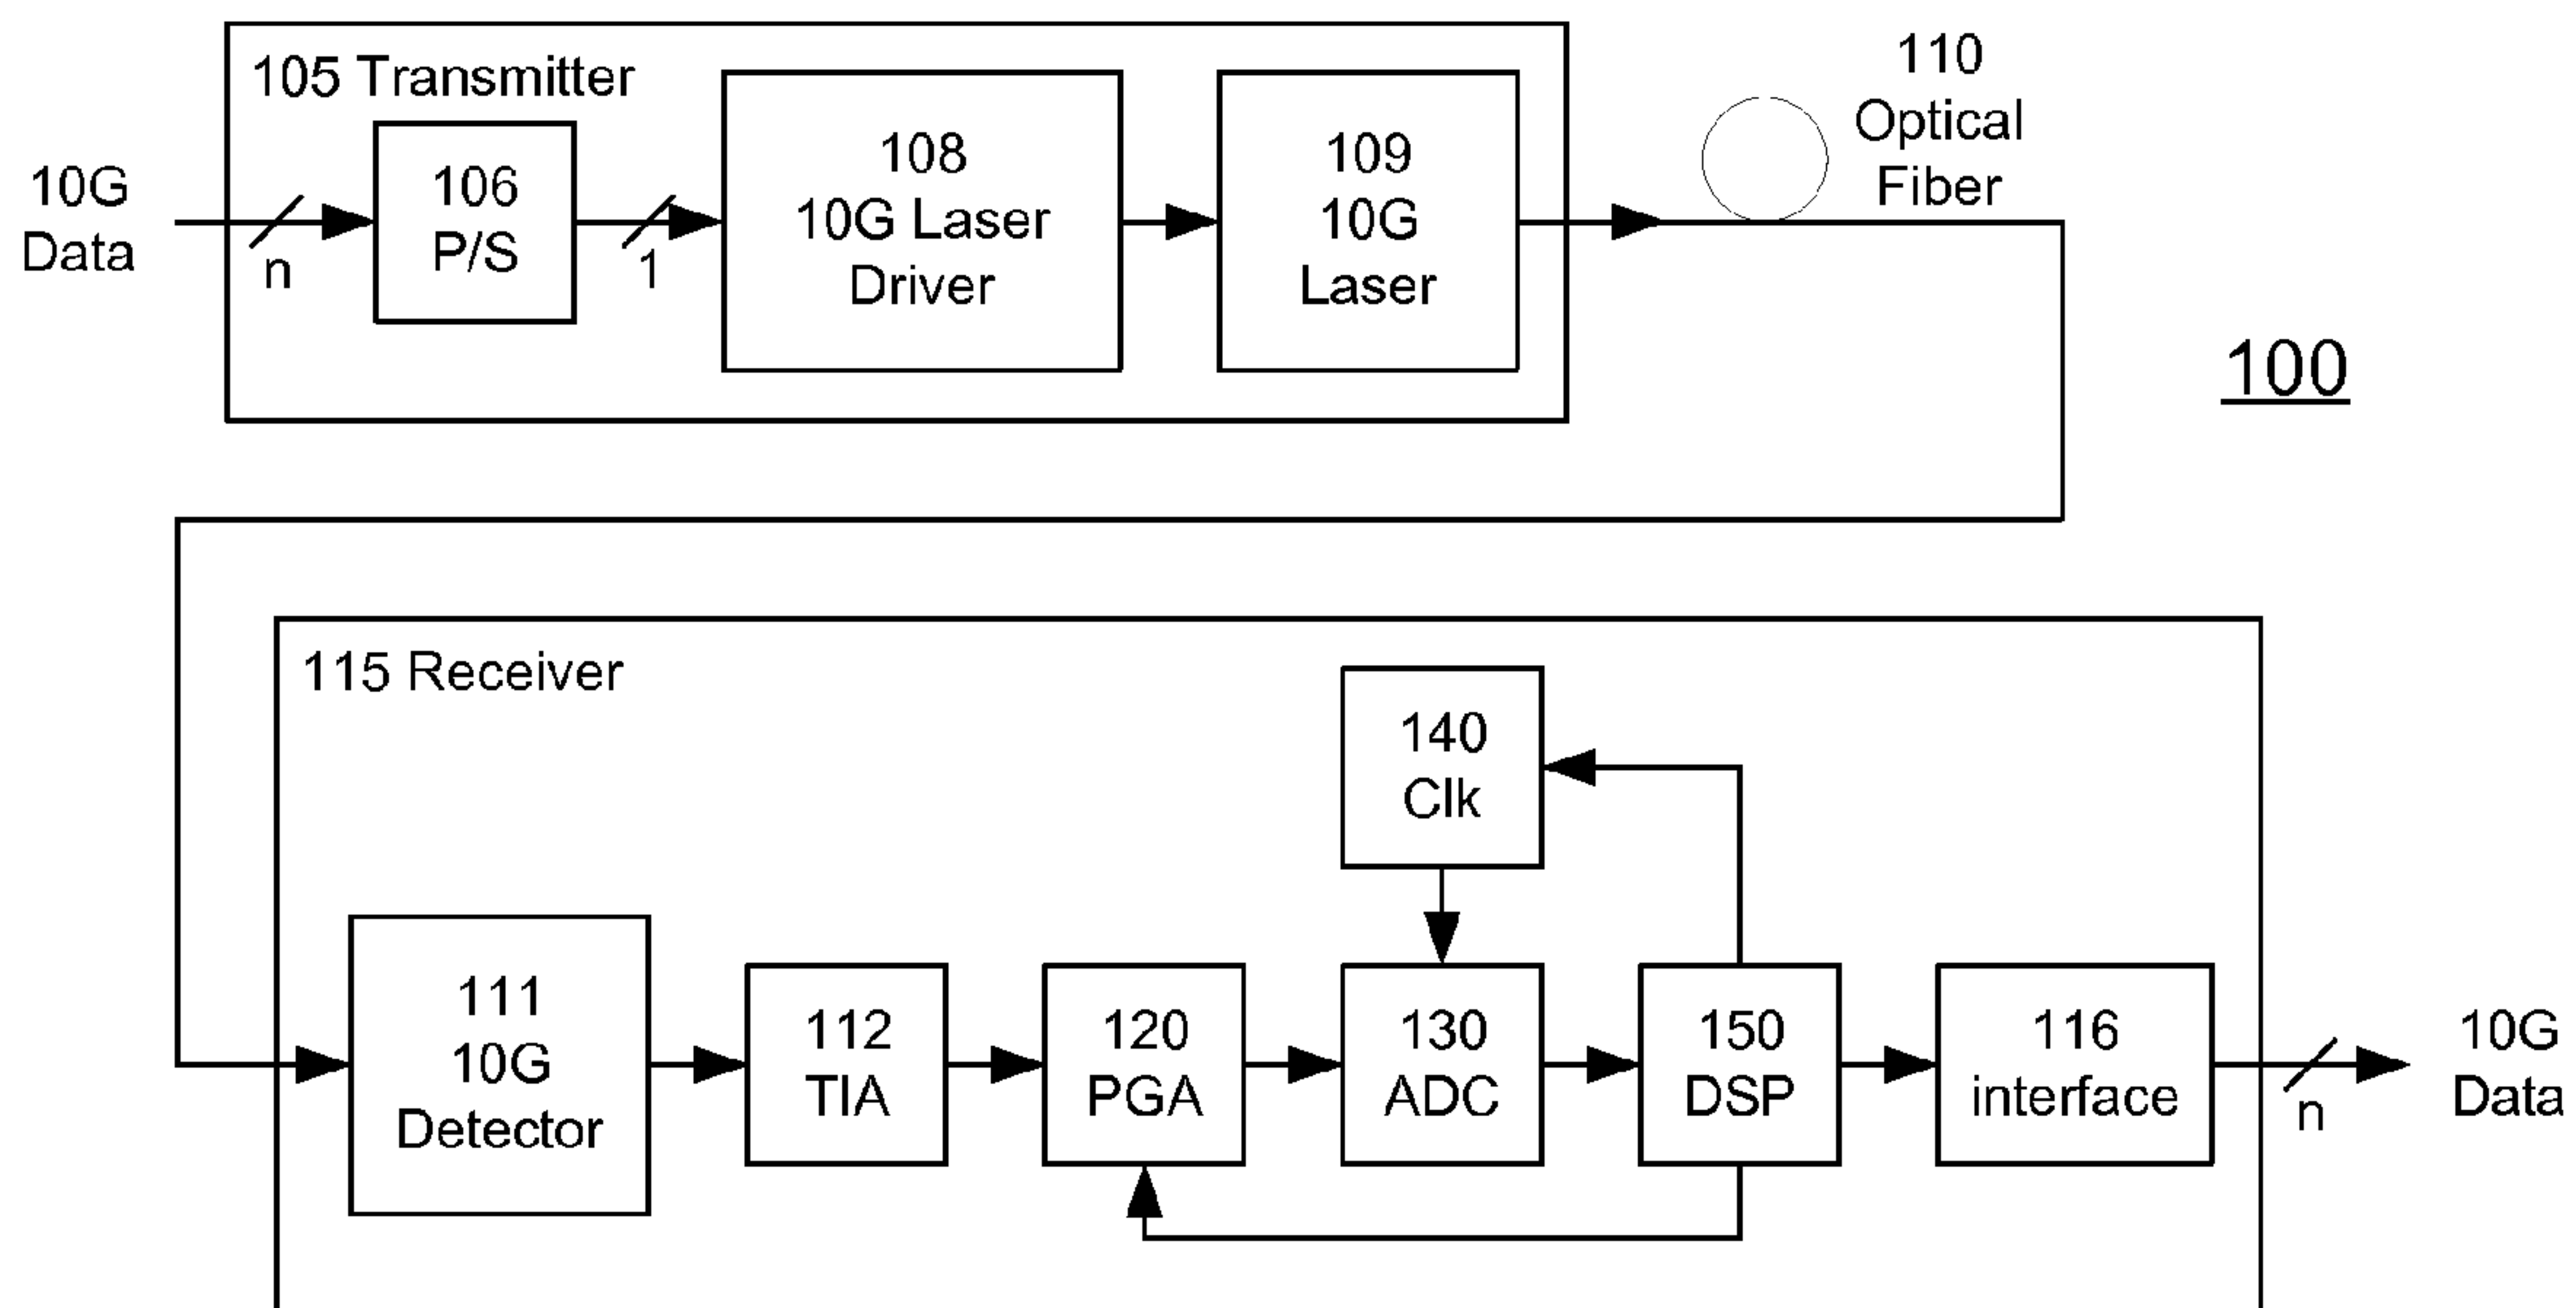 105 Transmitter
10G
Data
n
106
P/S
1
108
10G Laser
Driver
109
10G
Laser
110
Optical
Fiber
100
115 Receiver
140
Clk
111
10G
Detector
112
TIA
120
PGA
130
ADC
150
DSP
116
interface
n
10G
Data